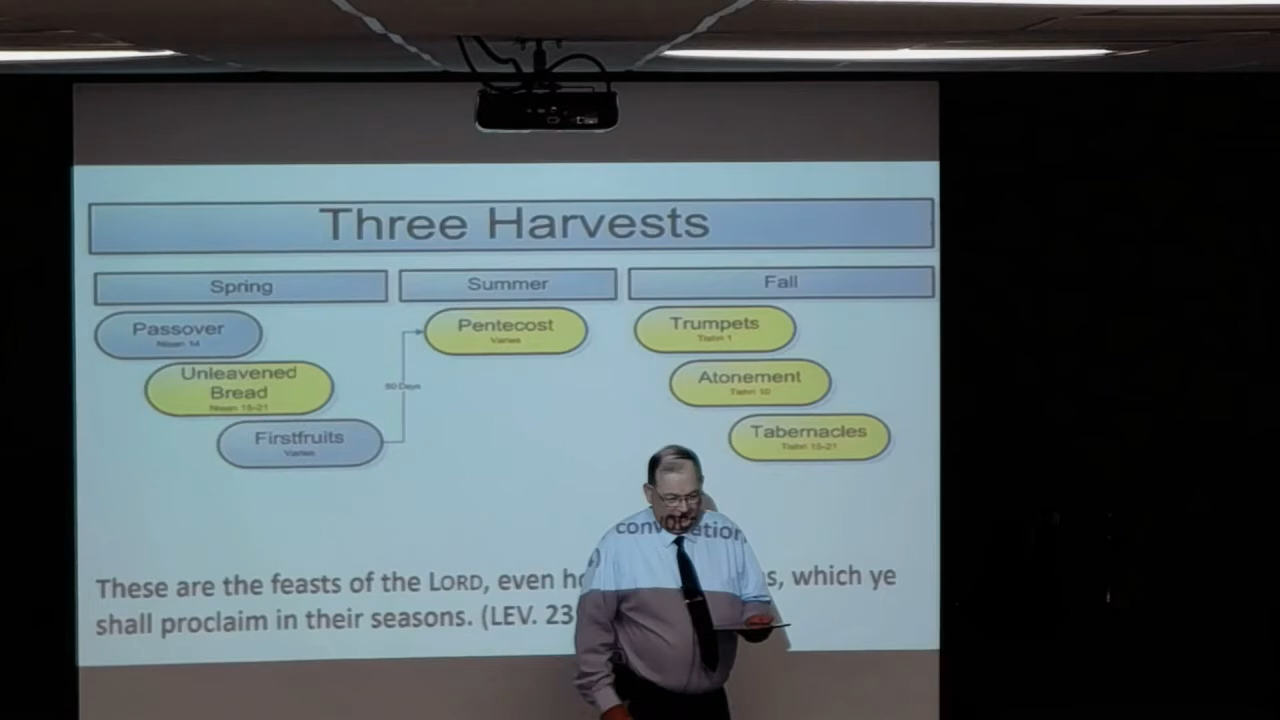 Three Harvests
Spring
Summer
Fall
Passover
Nisan 14
Unleavened
Bread
Nisan 15-21
Firstfruits
Varies
50 Days
Pentecost
Varies
Trumpets
Tishri 1
Atonement
Tishri 10
Tabernacles
Tishri 15-21
convocation
These are the feasts of the LORD, even s, which ye
shall proclaim in their seasons. (LEV. 23